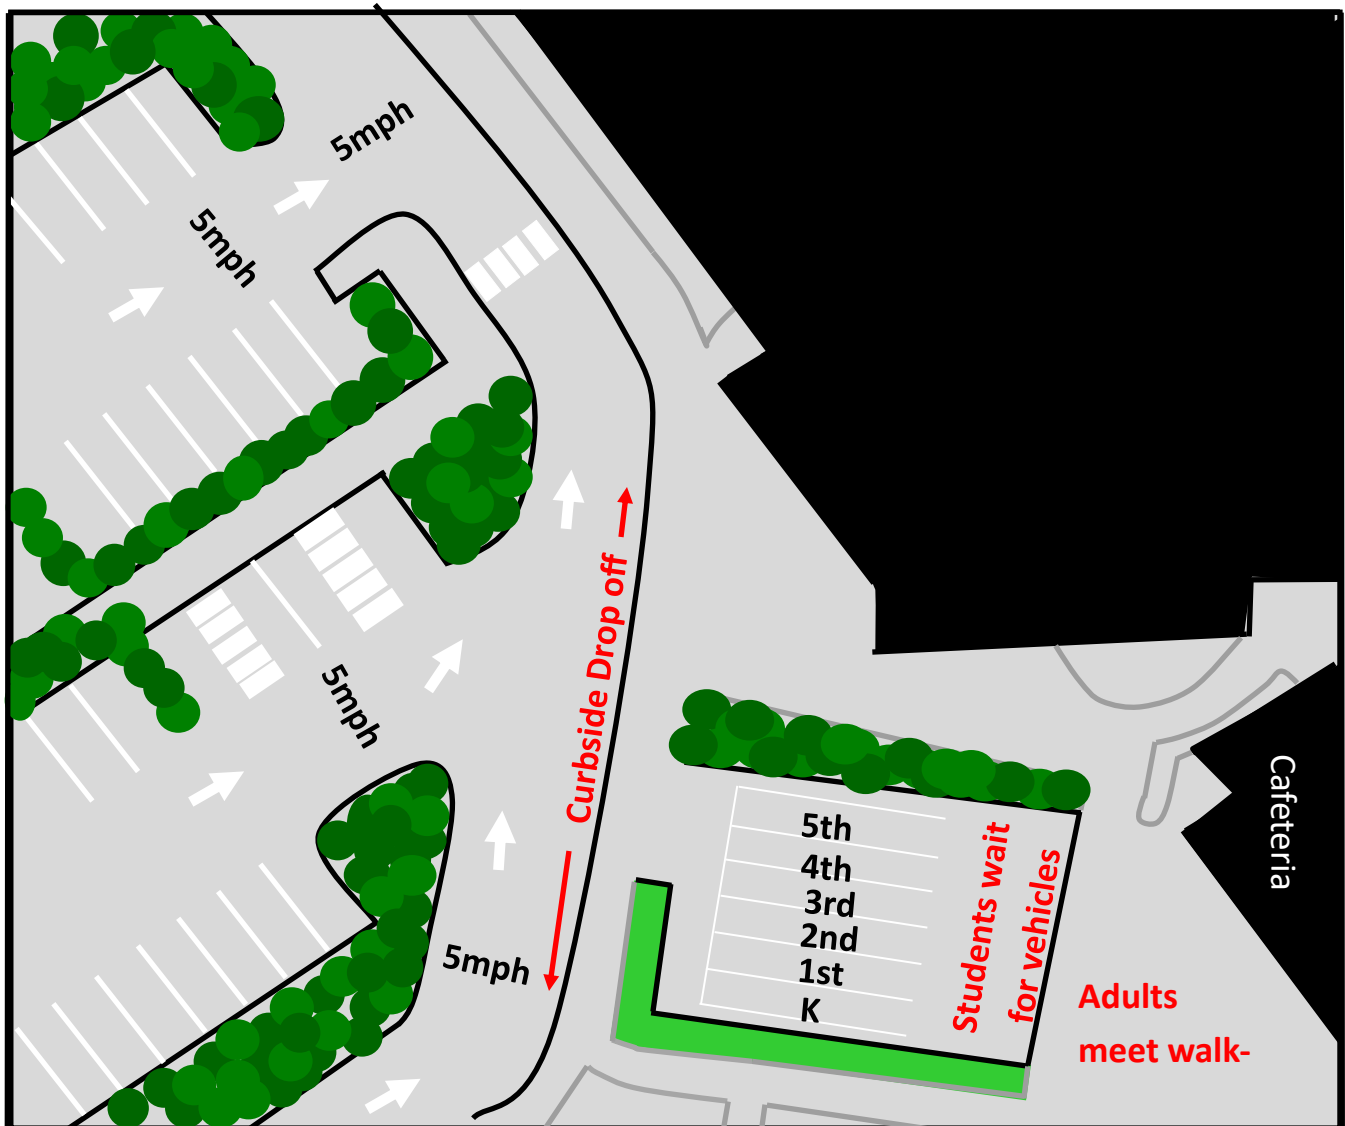 5mph
5mph
Curbside Drop off
5mph
Cafeteria
5th
4th
3rd
2nd
1st
K
Students wait
for vehicles
5mph
Adults
meet walk-